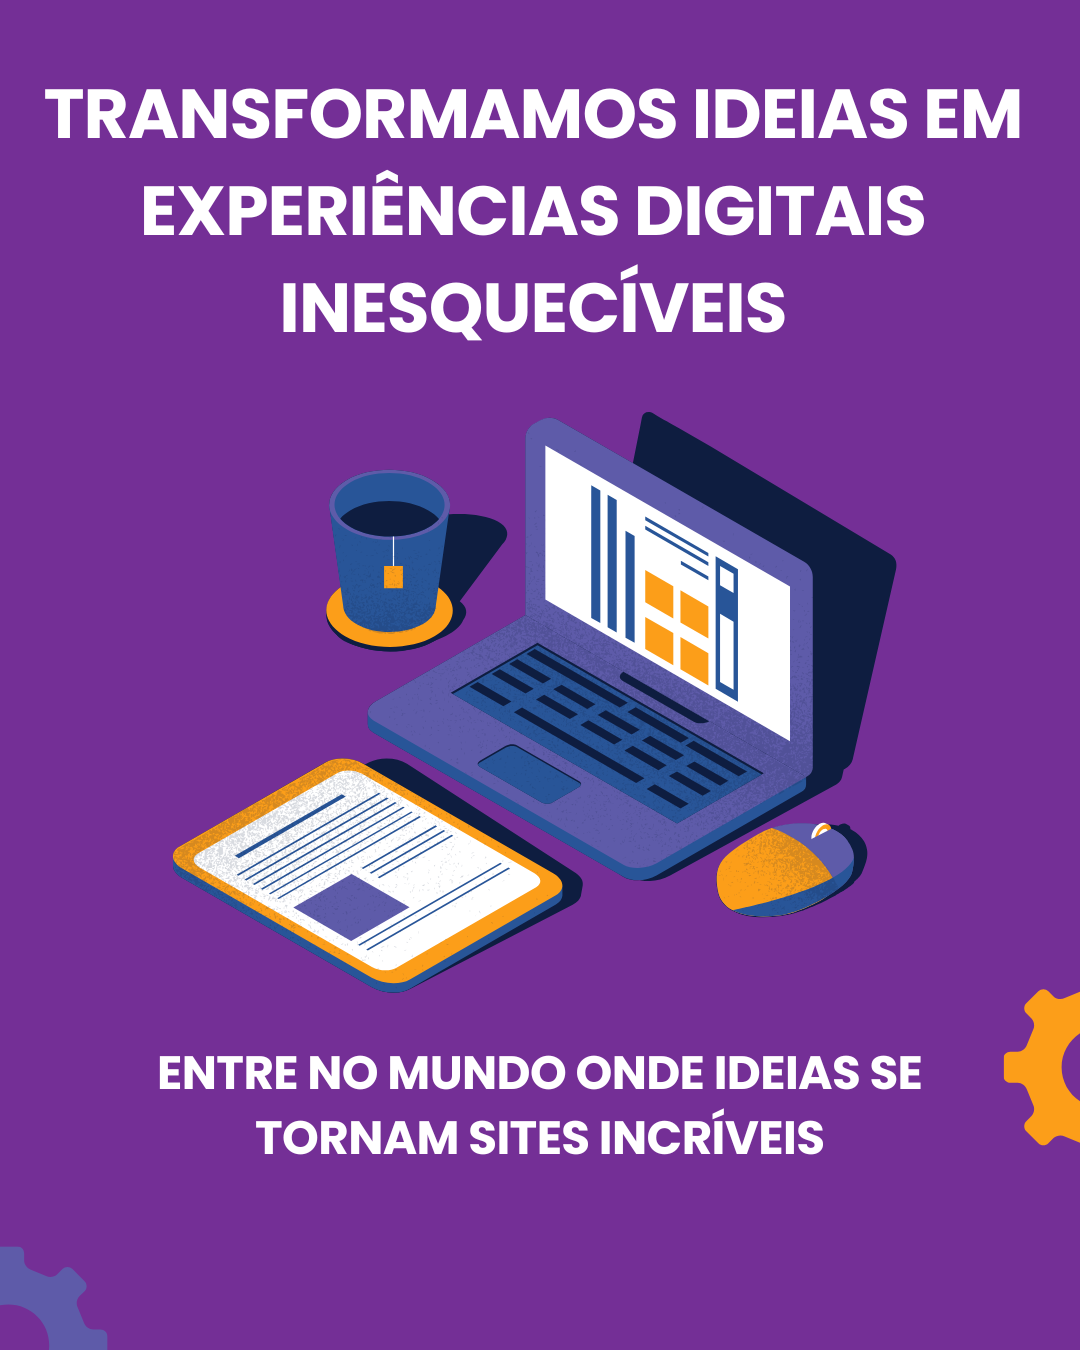 TRANSFORMAMOS IDEIAS EM
EXPERIÊNCIAS DIGITAIS
INESQUECÍVEIS
ENTRE NO MUNDO ONDE IDEIAS SE
TORNAM SITES INCRÍVEIS